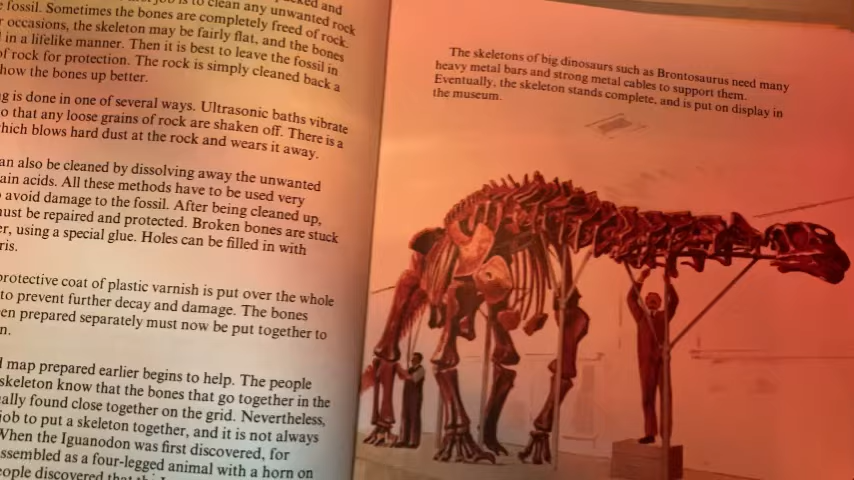 job is to clean any unwanted rock
fossil. Sometimes the bones are completely freed of rock.
occasions, the skeleton may be fairly flat, and the bones
in a lifelike manner. Then it is best to leave the fossil in
of rock for protection. The rock is simply cleaned back a
how the bones up better.
g is done in one of several ways. Ultrasonic baths vibrate
o that any loose grains of rock are shaken off. There is a
hich blows hard dust at the rock and wears it away.
an also be cleaned by dissolving away the unwanted
ain acids. All these methods have to be used very
avoid damage to the fossil. After being cleaned up,
ust be repaired and protected. Broken bones are stuck
er, using a special glue. Holes can be filled in with
ris.
protective coat of plastic varnish is put over the whole
to prevent further decay and damage. The bones
en prepared separately must now be put together to
n.
map prepared earlier begins to help. The people
skeleton know that the bones that go together in the
ally found close together on the grid. Nevertheless,
job to put a skeleton together, and it is not always
When the Iguanodon was first discovered, for
ssembled as a four-legged animal with a horn on
eople discovered that
The skeletons of big dinosaurs such as Brontosaurus need many
heavy metal bars and strong metal cables to support them.
Eventually, the skeleton stands complete, and is put on display in
the museum.